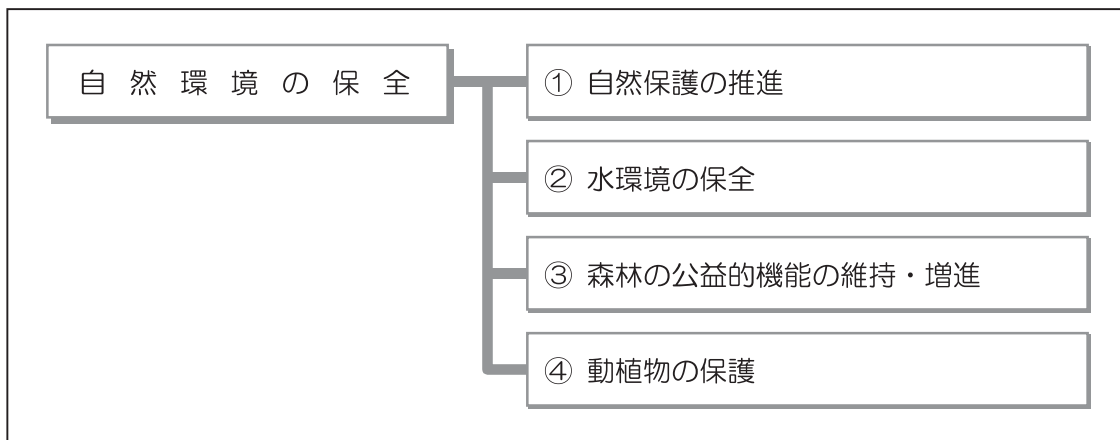 自然環境の保全
① 自然保護の推進
② 水環境の保全
③ 森林の公益的機能の維持・増進
④ 動植物の保護